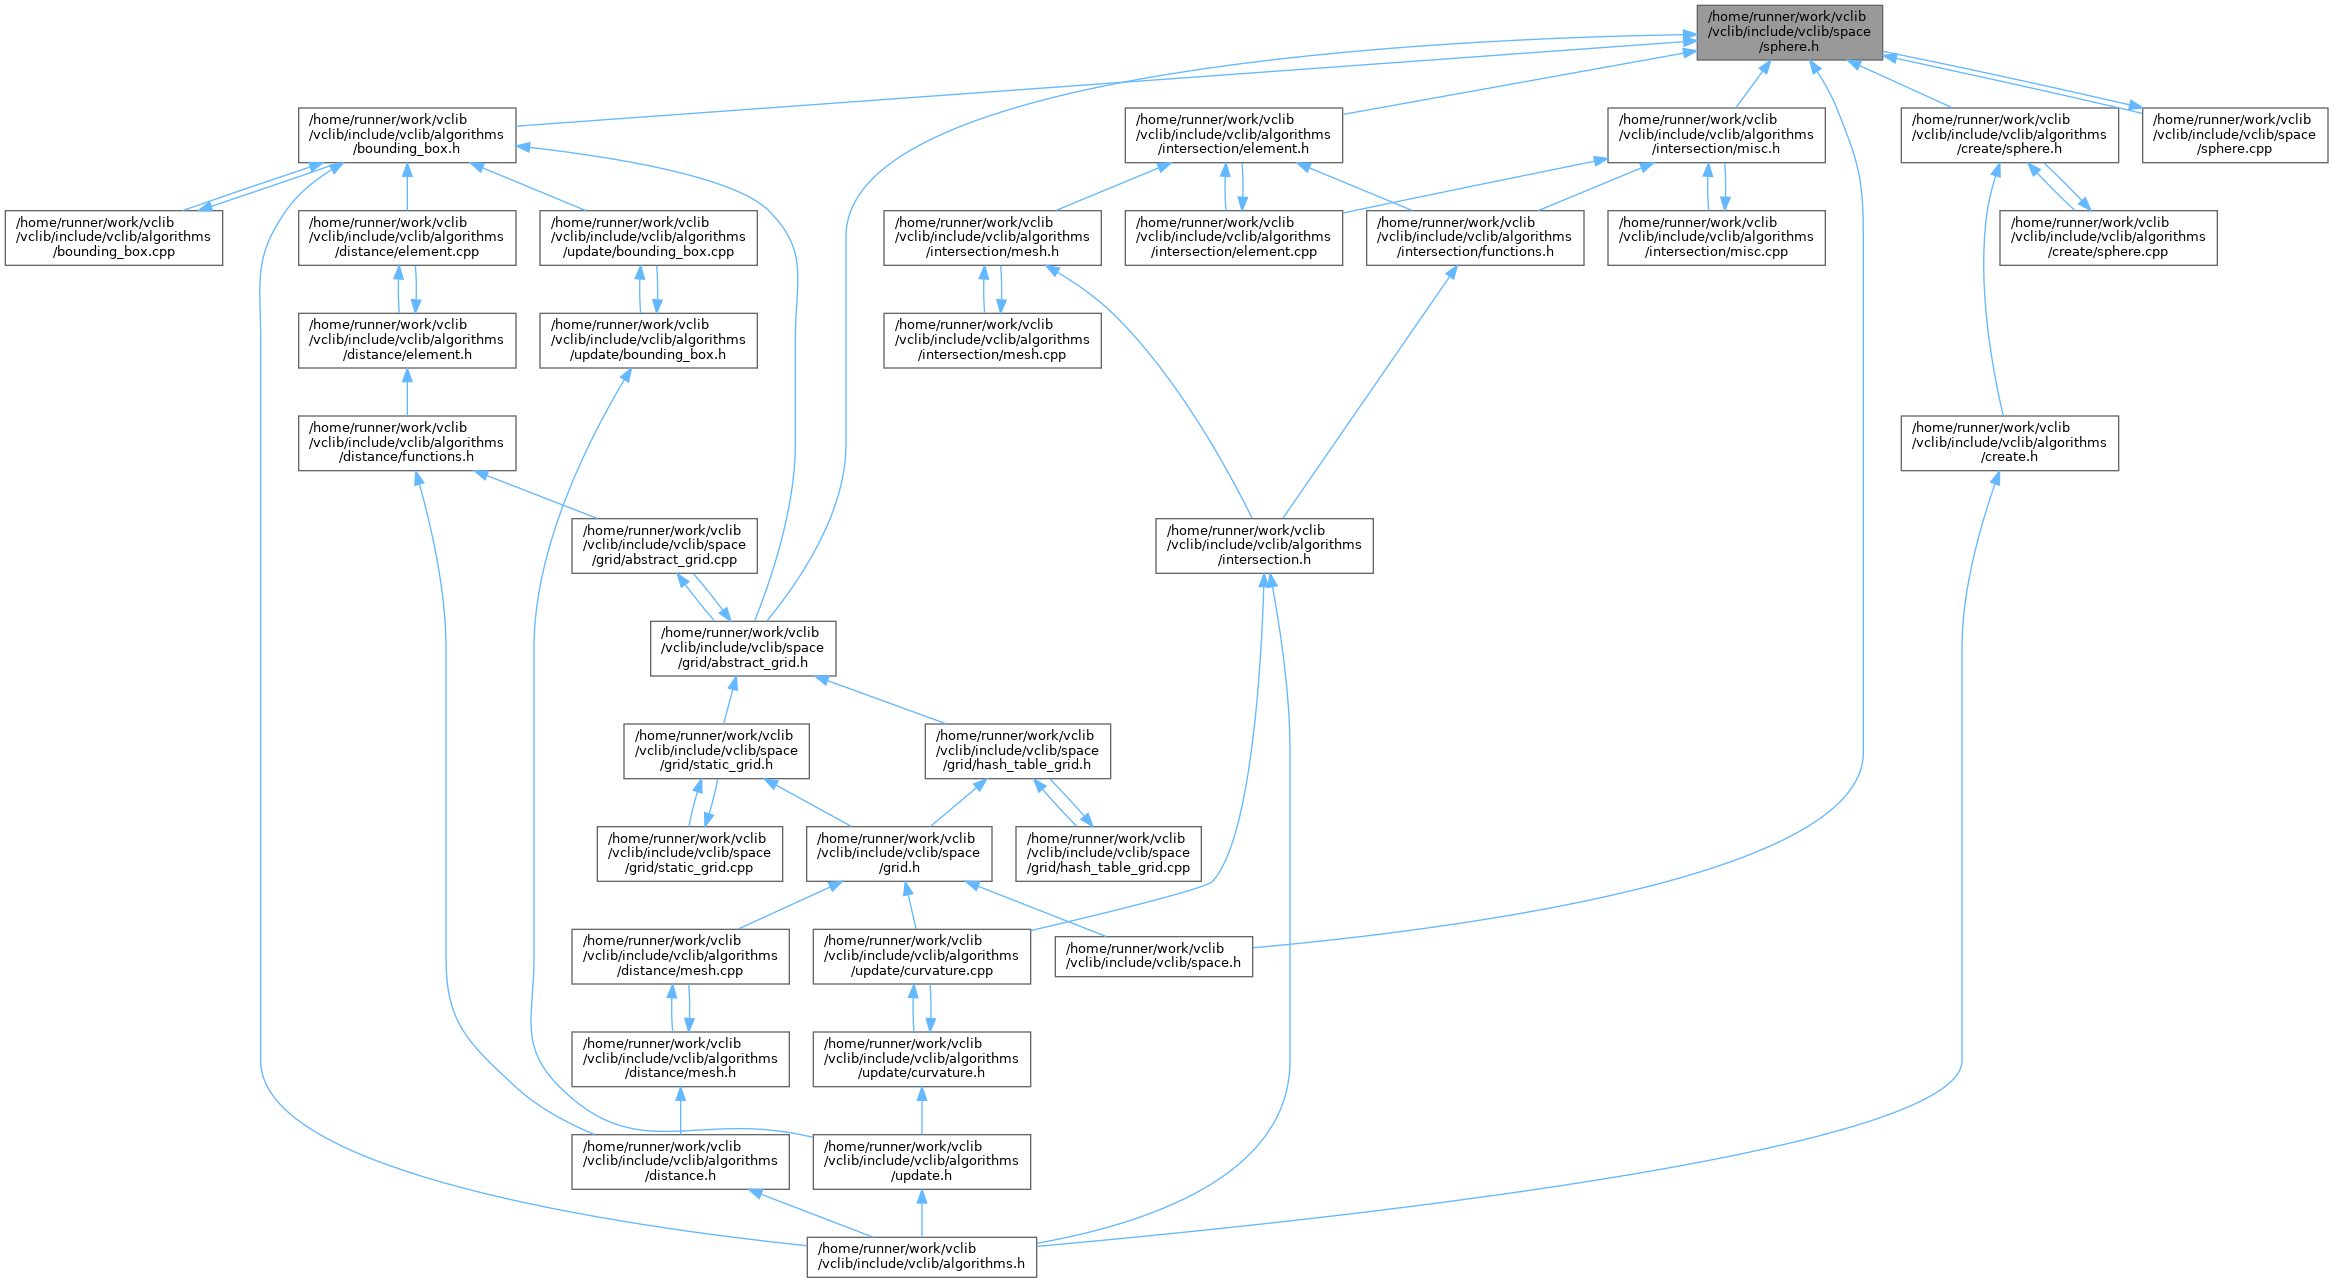 /home/runner/work/vclib
/vclib/include/vclib/space
/sphere.h
/home/runner/work/vclib
/vclib/include/vclib/algorithms
/bounding_box.h
/home/runner/work/vclib
/vclib/include/vclib/algorithms
/intersection/element.h
/home/runner/work/vclib
/vclib/include/vclib/algorithms
/intersection/misc.h
/home/runner/work/vclib
/vclib/include/vclib/algorithms
/create/sphere.h
/home/runner/work/vclib
/vclib/include/vclib/space
/sphere.cpp
/home/runner/work/vclib
/vclib/include/vclib/algorithms
/bounding_box.cpp
/home/runner/work/vclib
/vclib/include/vclib/algorithms
/distance/element.cpp
/home/runner/work/vclib
/vclib/include/vclib/algorithms
/update/bounding_box.cpp
/home/runner/work/vclib
/vclib/include/vclib/algorithms
/intersection/mesh.h
/home/runner/work/vclib
/vclib/include/vclib/algorithms
/intersection/element.cpp
/home/runner/work/vclib
/vclib/include/vclib/algorithms
/intersection/functions.h
/home/runner/work/vclib
/vclib/include/vclib/algorithms
/intersection/misc.cpp
/home/runner/work/vclib
/vclib/include/vclib/algorithms
/create/sphere.cpp
/home/runner/work/vclib
/vclib/include/vclib/algorithms
/distance/element.h
/home/runner/work/vclib
/vclib/include/vclib/algorithms
/update/bounding_box.h
/home/runner/work/vclib
/vclib/include/vclib/algorithms
/intersection/mesh.cpp
/home/runner/work/vclib
/vclib/include/vclib/algorithms
/distance/functions.h
/home/runner/work/vclib
/vclib/include/vclib/algorithms
/create.h
/home/runner/work/vclib
/vclib/include/vclib/space
/grid/abstract_grid.cpp
/home/runner/work/vclib
/vclib/include/vclib/algorithms
/intersection.h
/home/runner/work/vclib
/vclib/include/vclib/space
/grid/abstract_grid.h
/home/runner/work/vclib
/vclib/include/vclib/space
/grid/static_grid.h
/home/runner/work/vclib
/vclib/include/vclib/space
/grid/hash_table_grid.h
/home/runner/work/vclib
/vclib/include/vclib/space
/grid/static_grid.cpp
/home/runner/work/vclib
/vclib/include/vclib/space
/grid.h
/home/runner/work/vclib
/vclib/include/vclib/space
/grid/hash_table_grid.cpp
/home/runner/work/vclib
/vclib/include/vclib/algorithms
/distance/mesh.cpp
/home/runner/work/vclib
/vclib/include/vclib/algorithms
/update/curvature.cpp
/home/runner/work/vclib
/vclib/include/vclib/space.h
/home/runner/work/vclib
/vclib/include/vclib/algorithms
/distance/mesh.h
/home/runner/work/vclib
/vclib/include/vclib/algorithms
/update/curvature.h
/home/runner/work/vclib
/vclib/include/vclib/algorithms
/distance.h
/home/runner/work/vclib
/vclib/include/vclib/algorithms
/update.h
/home/runner/work/vclib
/vclib/include/vclib/algorithms.h